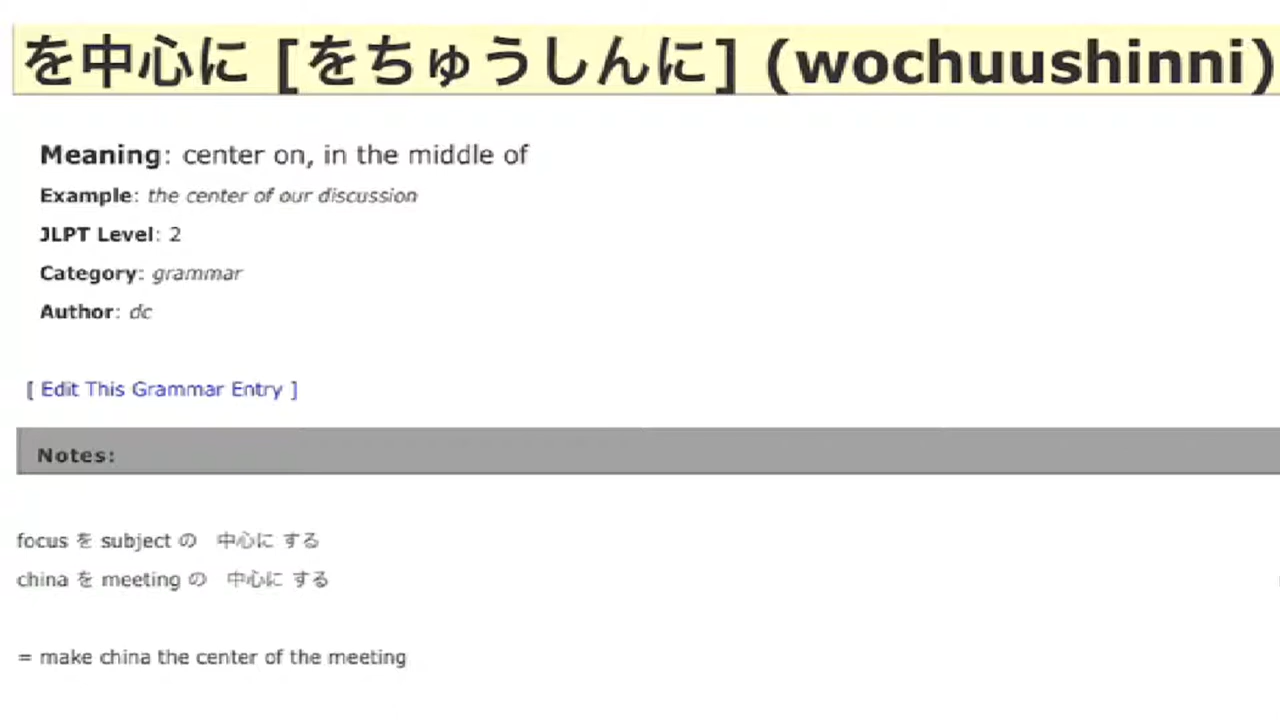 を中心に [をちゅうしんに] (wochuushinni)
Meaning: center on, in the middle of
Example: the center of our discussion
JLPT Level: 2
Category: grammar
Author: dc
[ Edit This Grammar Entry ]
Notes:
focus を subject の 中心に する
china を meeting の 中心に する
= make china the center of the meeting